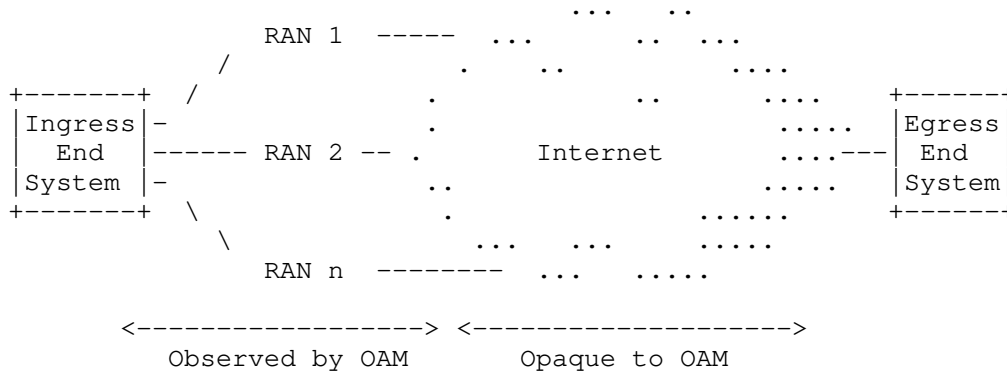 RAN 1
Ingress Egress
End RAN 2 Internet End
System System
RAN n
Observed by OAM Opaque to OAM